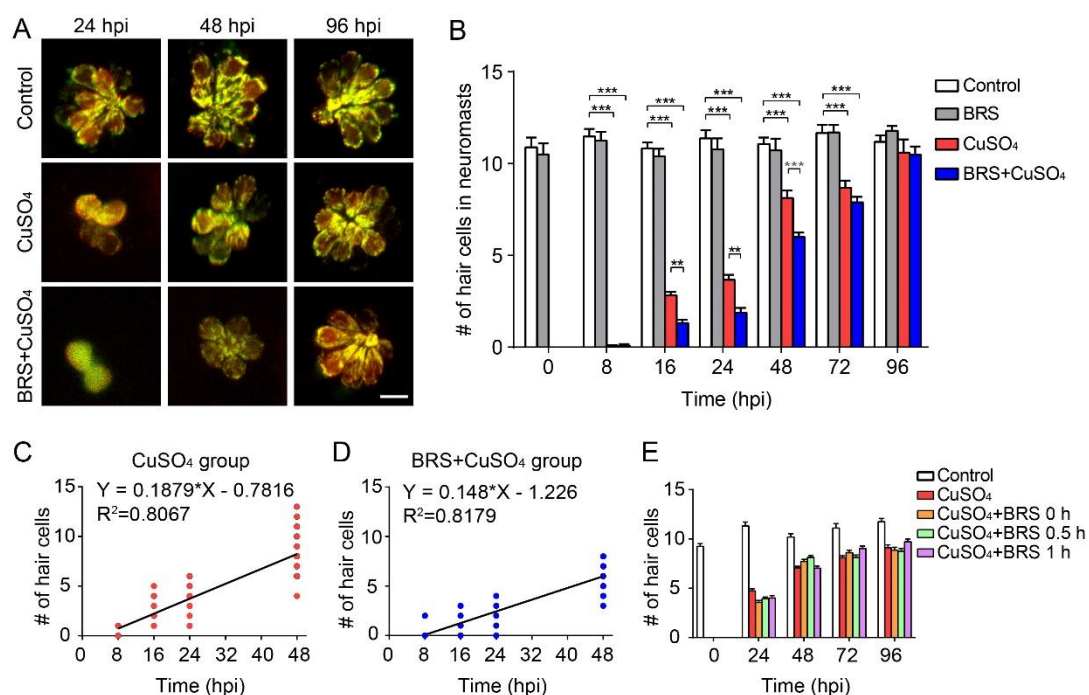 A
24 hpi 48 hpi 96 hpi
Control
CuSO₄
BRS+CuSO₄
B
# of hair cells in neuromasts
15
10
5
0
*** *** *** *** ***
*** *** *** *** ***
***
** **
0 8 16 24 48 72 96
Time (hpi)
Control
BRS
CuSO₄
BRS+CuSO₄
C
CuSO₄ group
Y = 0.1879*X - 0.7816
R²=0.8067
# of hair cells
15
10
5
0
0 8 16 24 32 40 48
Time (hpi)
D
BRS+CuSO₄ group
Y = 0.148*X - 1.226
R²=0.8179
# of hair cells
15
10
5
0
0 8 16 24 32 40 48
Time (hpi)
E
# of hair cells
15
10
5
0
0 24 48 72 96
Time (hpi)
Control
CuSO₄
CuSO₄+BRS 0 h
CuSO₄+BRS 0.5 h
CuSO₄+BRS 1 h